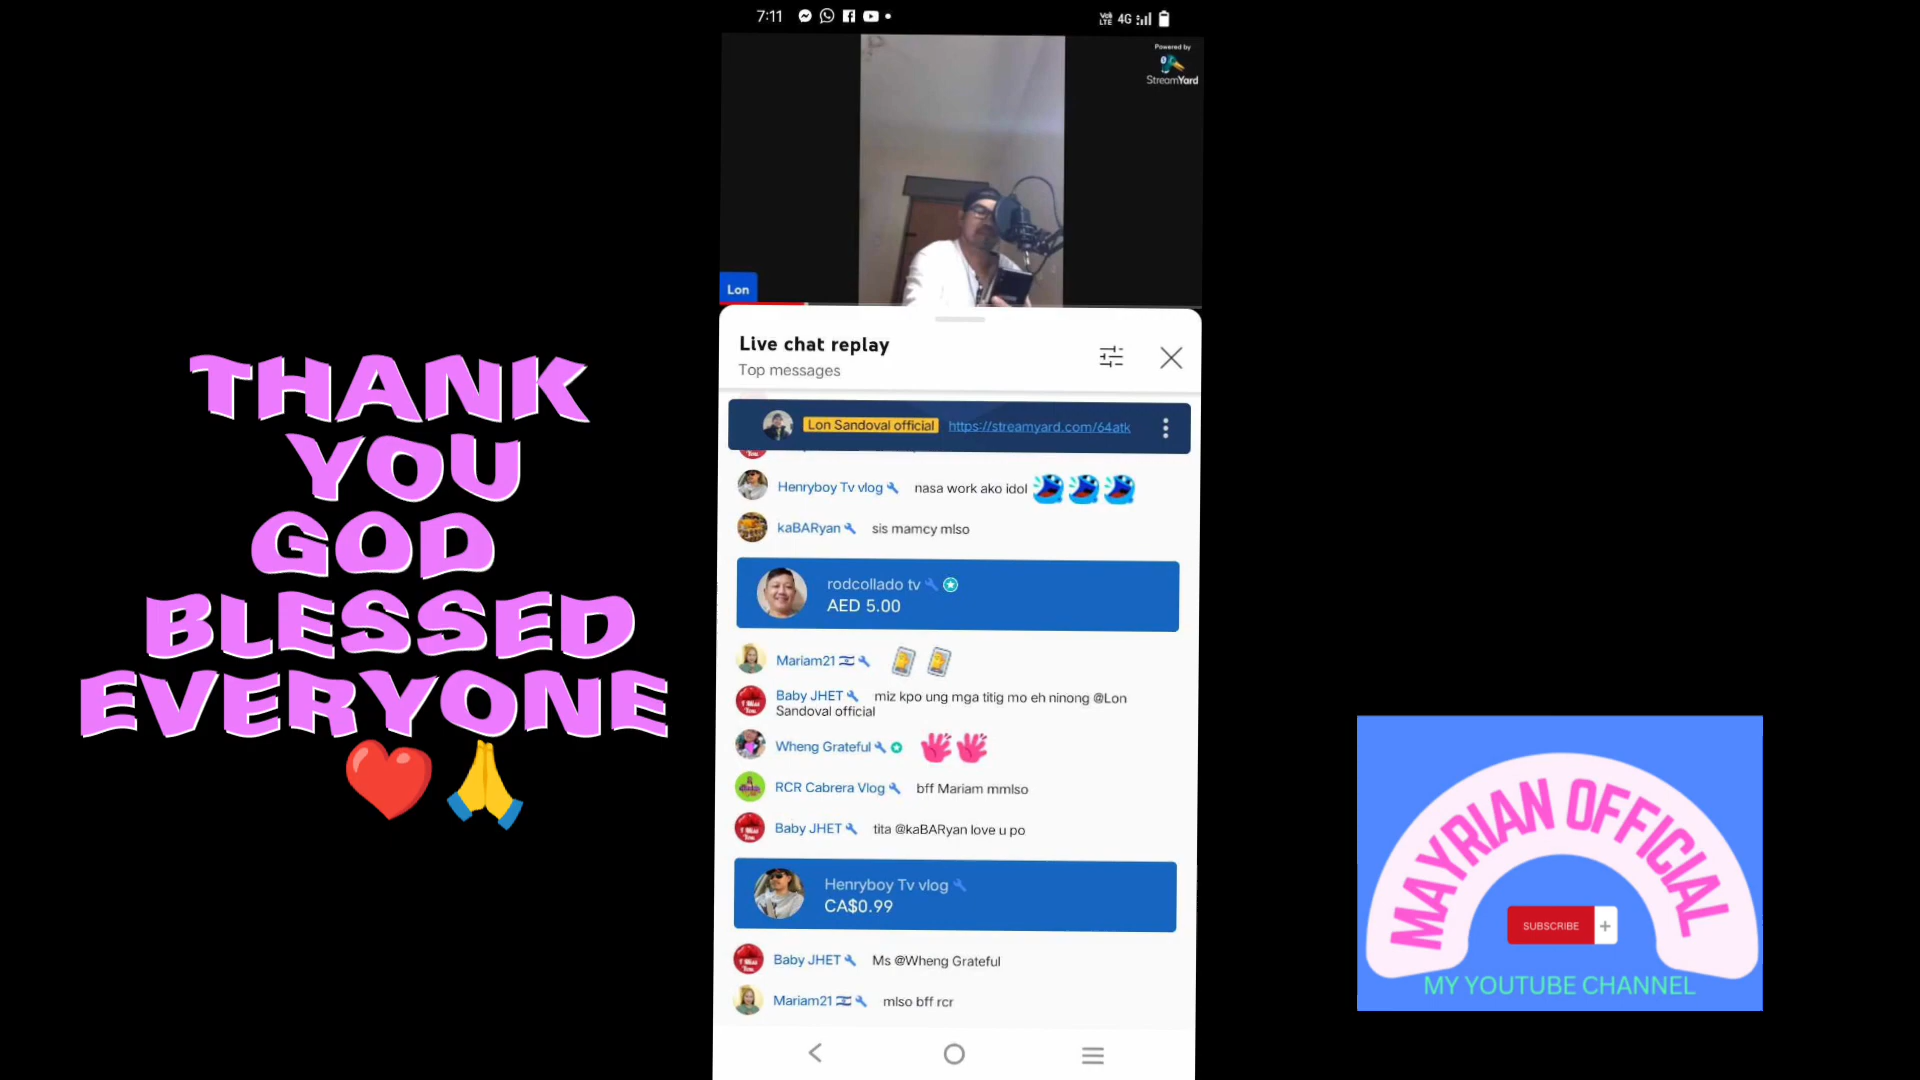 7:11
Vo)) LTE 4G
Powered by
StreamYard
Lon
Live chat replay
Top messages
Lon Sandoval official https://streamyard.com/64atk
Henryboy Tv vlog nasa work ako idol
kaBARyan sis mamcy mlso
rodcollado tv
AED 5.00
Mariam21
Baby JHET miz kpo ung mga titig mo eh ninong @Lon
Sandoval official
Wheng Grateful
RCR Cabrera Vlog bff Mariam mmlso
Baby JHET tita @kaBARyan love u po
Henryboy Tv vlog
CA$0.99
Baby JHET Ms @Wheng Grateful
Mariam21 mlso bff rcr
THANK
YOU
GOD
BLESSED
EVERYONE
MAYRIAN OFFICIAL
SUBSCRIBE +
MY YOUTUBE CHANNEL